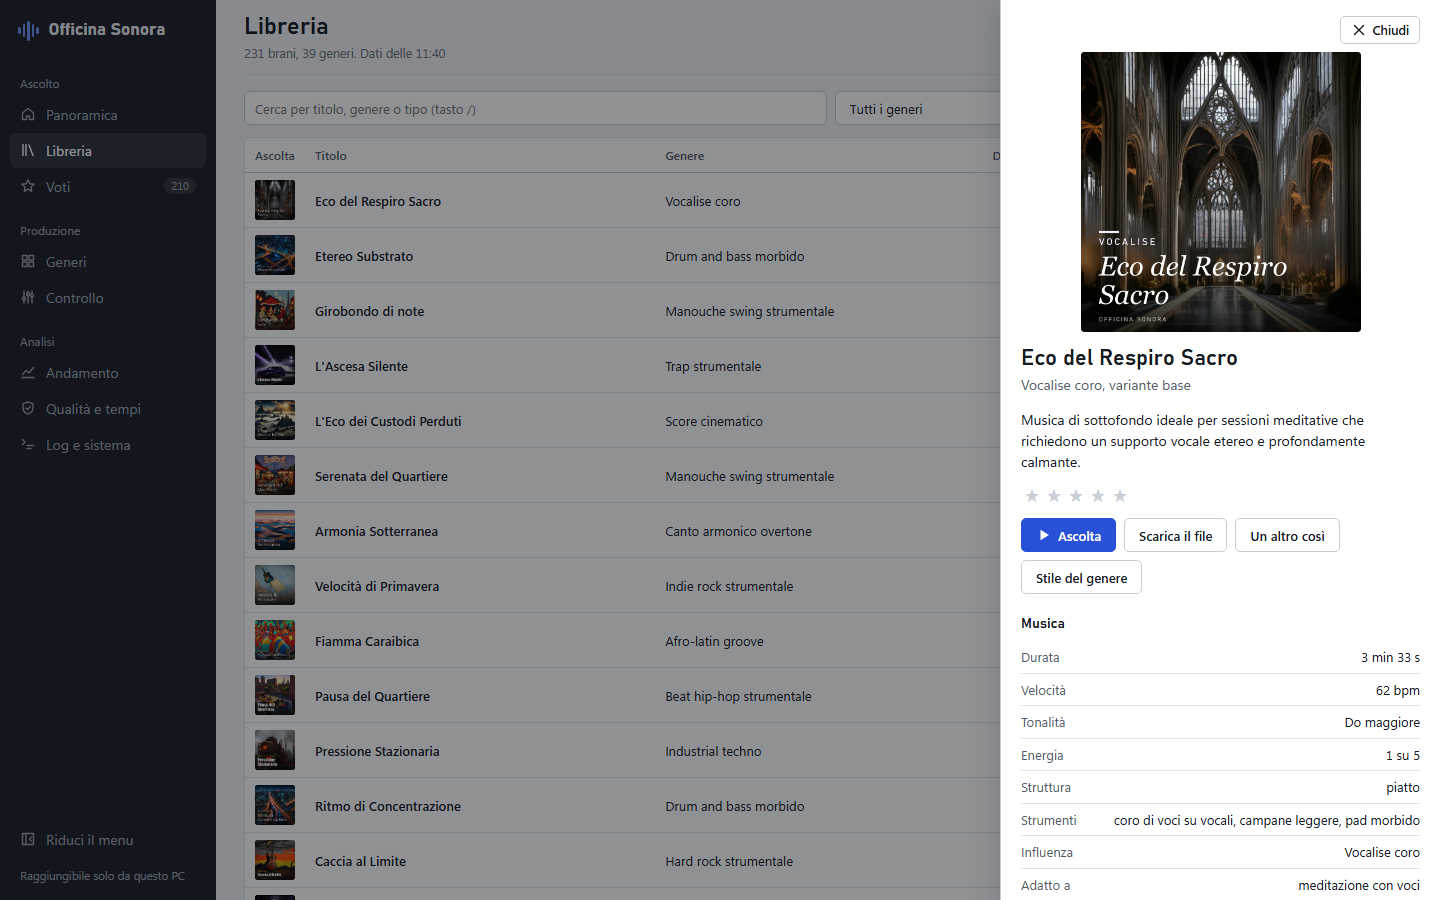 Officina Sonora
Ascolto
Panoramica
Libreria
Voti 210
Produzione
Generi
Controllo
Analisi
Andamento
Qualità e tempi
Log e sistema
Riduci il menu
Raggiungibile solo da questo PC
Libreria
231 brani, 39 generi. Dati delle 11:40
Cerca per titolo, genere o tipo (tasto /)
Tutti i generi
Ascolta Titolo Genere D
Eco del Respiro Sacro Vocalise coro
Etereo Substrato Drum and bass morbido
Girobondo di note Manouche swing strumentale
L'Ascesa Silente Trap strumentale
L'Eco dei Custodi Perduti Score cinematico
Serenata del Quartiere Manouche swing strumentale
Armonia Sotterranea Canto armonico overtone
Velocità di Primavera Indie rock strumentale
Fiamma Caraibica Afro-latin groove
Pausa del Quartiere Beat hip-hop strumentale
Pressione Stazionaria Industrial techno
Ritmo di Concentrazione Drum and bass morbido
Caccia al Limite Hard rock strumentale
Chiudi
VOCALISE
Eco del Respiro
Sacro
OFFICINA SONORA
Eco del Respiro Sacro
Vocalise coro, variante base
Musica di sottofondo ideale per sessioni meditative che
richiedono un supporto vocale etereo e profondamente
calmante.
Ascolta
Scarica il file
Un altro così
Stile del genere
Musica
Durata 3 min 33 s
Velocità 62 bpm
Tonalità Do maggiore
Energia 1 su 5
Struttura piatto
Strumenti coro di voci su vocali, campane leggere, pad morbido
Influenza Vocalise coro
Adatto a meditazione con voci